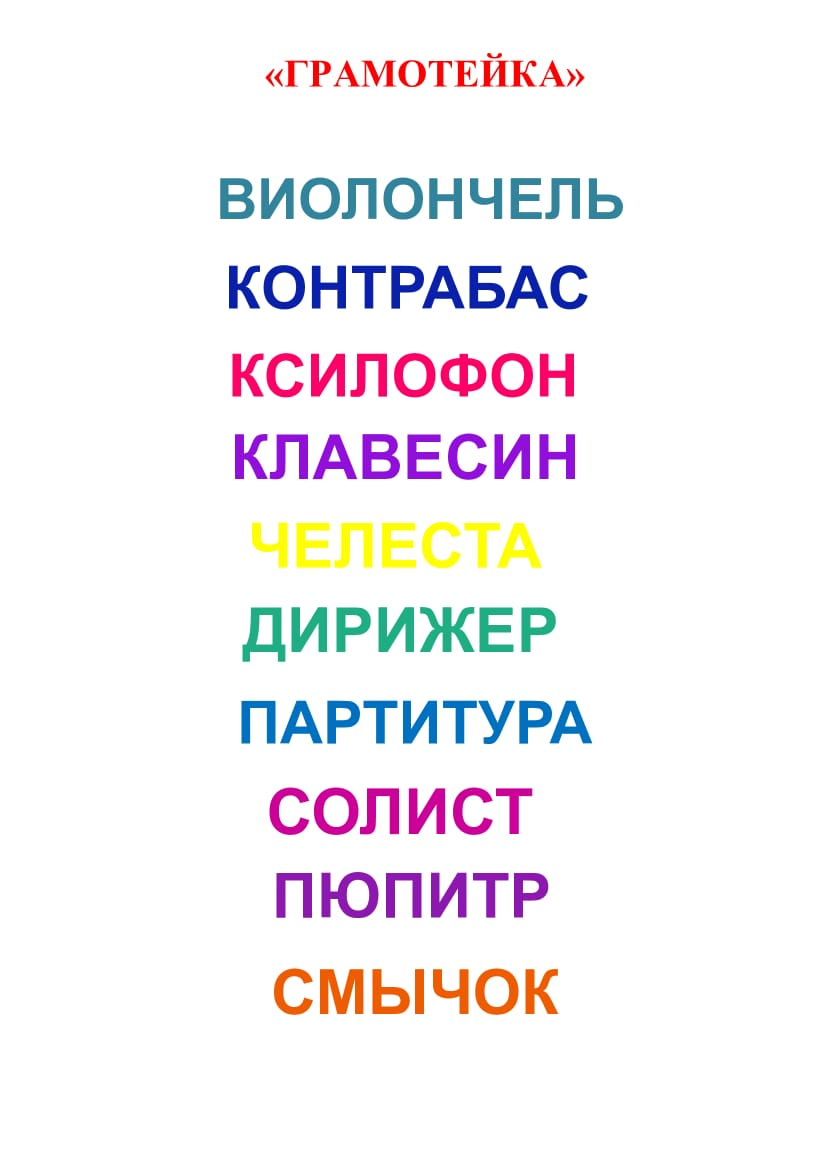 «ГРАМОТЕЙКА»
ВИОЛОНЧЕЛЬ
КОНТРАБАС
КСИЛОФОН
КЛАВЕСИН
ЧЕЛЕСТА
ДИРИЖЕР
ПАРТИТУРА
СОЛИСТ
ПЮПИТР
СМЫЧОК